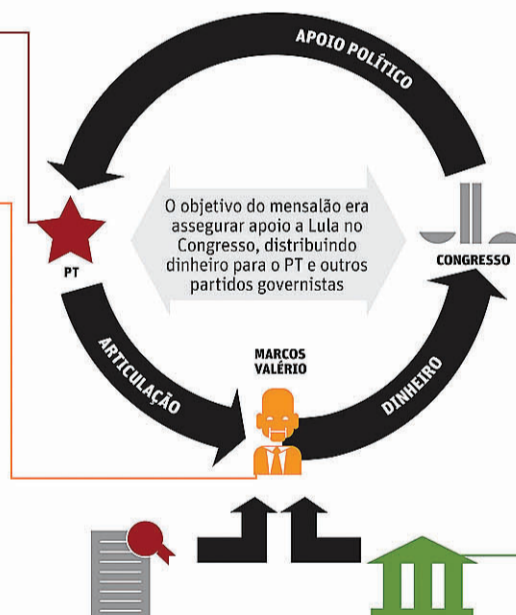 APOIO POLÍTICO
O objetivo do mensalão era
assegurar apoio a Lula no
Congresso, distribuindo
dinheiro para o PT e outros
partidos governistas
PT
CONGRESSO
ARTICULAÇÃO
MARCOS
VALÉRIO
DINHEIRO